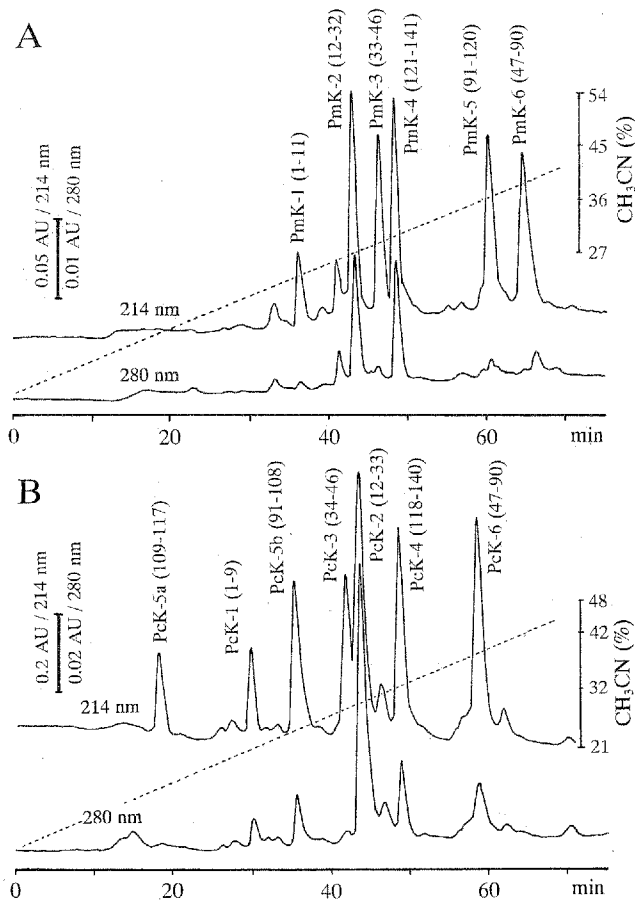 A
PmK-1 (1-11)
PmK-2 (12-32)
PmK-3 (33-46)
PmK-4 (121-141)
PmK-5 (91-120)
PmK-6 (47-90)
0.05 AU / 214 nm
0.01 AU / 280 nm
54
45
36
27
CH3CN (%)
214 nm
280 nm
0
20
40
60
min
B
PcK-5a (109-117)
PcK-1 (1-9)
PcK-5b (91-108)
PcK-3 (34-46)
PcK-2 (12-33)
PcK-4 (118-140)
PcK-6 (47-90)
0.2 AU / 214 nm
0.02 AU / 280 nm
48
42
32
21
CH3CN (%)
214 nm
280 nm
0
20
40
60
min